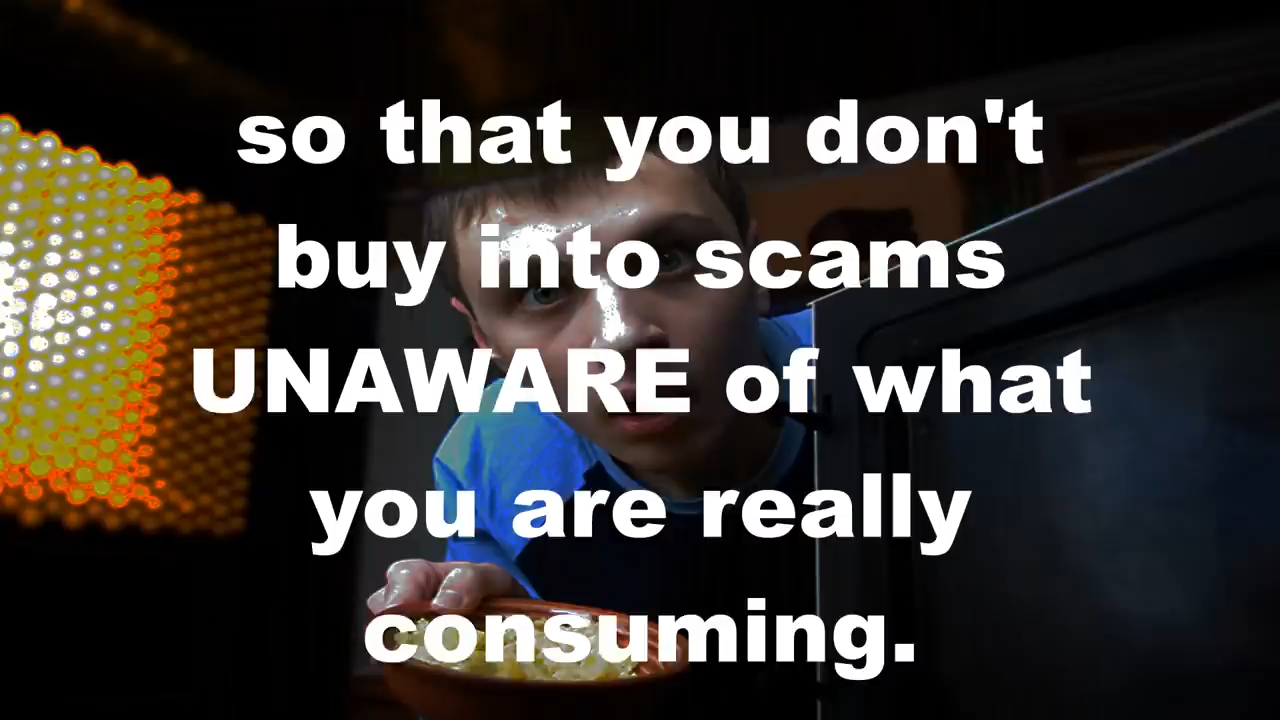 so that you don't
buy into scams
UNAWARE of what
you are really
consuming.